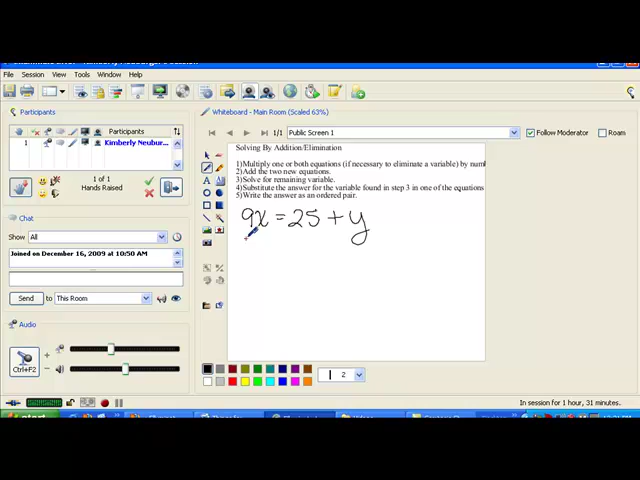 File Session View Tools Window Help
Participants
Participants
1 Kimberly Neubur...
1 of 1
Hands Raised
Chat
Show All
Joined on December 16, 2009 at 10:50 AM
Send to This Room
Audio
Ctrl+F2
Whiteboard - Main Room (Scaled 63%)
1/1 Public Screen 1 Follow Moderator Roam
Solving By Addition/Elimination
1)Multiply one or both equations (if necessary to eliminate a variable) by numb
2)Add the two new equations.
3)Solve for remaining variable.
4)Substitute the answer for the variable found in step 3 in one of the equations
5)Write the answer as an ordered pair.
9x = 25 + y
2
In session for 1 hour, 31 minutes.
start